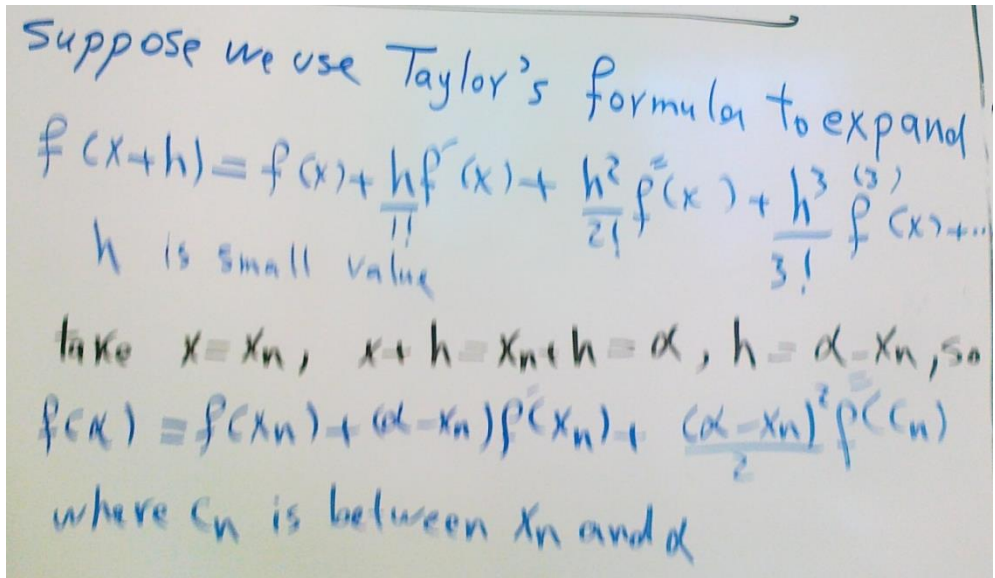 Suppose we use Taylor's formula to expand
f(x+h) = f(x) + h/1! f'(x) + h²/2! f''(x) + h³/3! f⁽³⁾(x) + ...
h is small value
take x = xn, x + h = xn + h = α, h = α - xn, so
f(α) = f(xn) + (α - xn) f'(xn) + (α - xn)²/2 f''(cn)
where cn is between xn and α